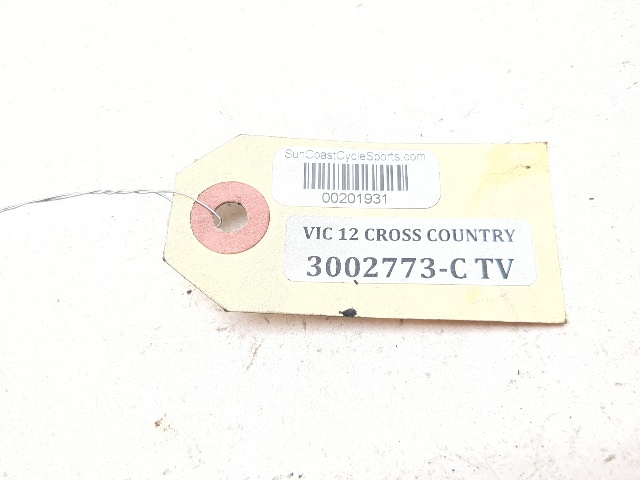 SunCoastCycleSports.com
00201931
VIC 12 CROSS COUNTRY
3002773-C TV